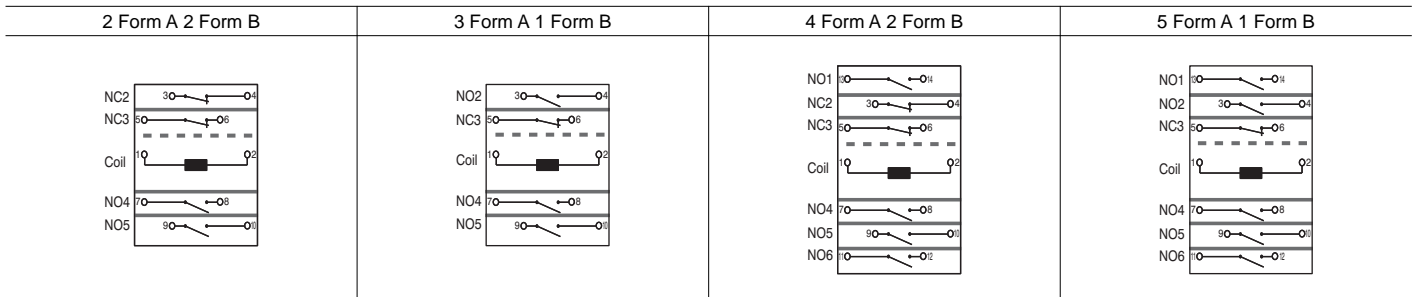 2 Form A 2 Form B
3 Form A 1 Form B
4 Form A 2 Form B
5 Form A 1 Form B
NC2 3 4
NC3 5 6
Coil 1 2
NO4 7 8
NO5 9 10
NO2 3 4
NC3 5 6
Coil 1 2
NO4 7 8
NO5 9 10
NO1 13 14
NC2 3 4
NC3 5 6
Coil 1 2
NO4 7 8
NO5 9 10
NO6 11 12
NO1 13 14
NO2 3 4
NC3 5 6
Coil 1 2
NO4 7 8
NO5 9 10
NO6 11 12